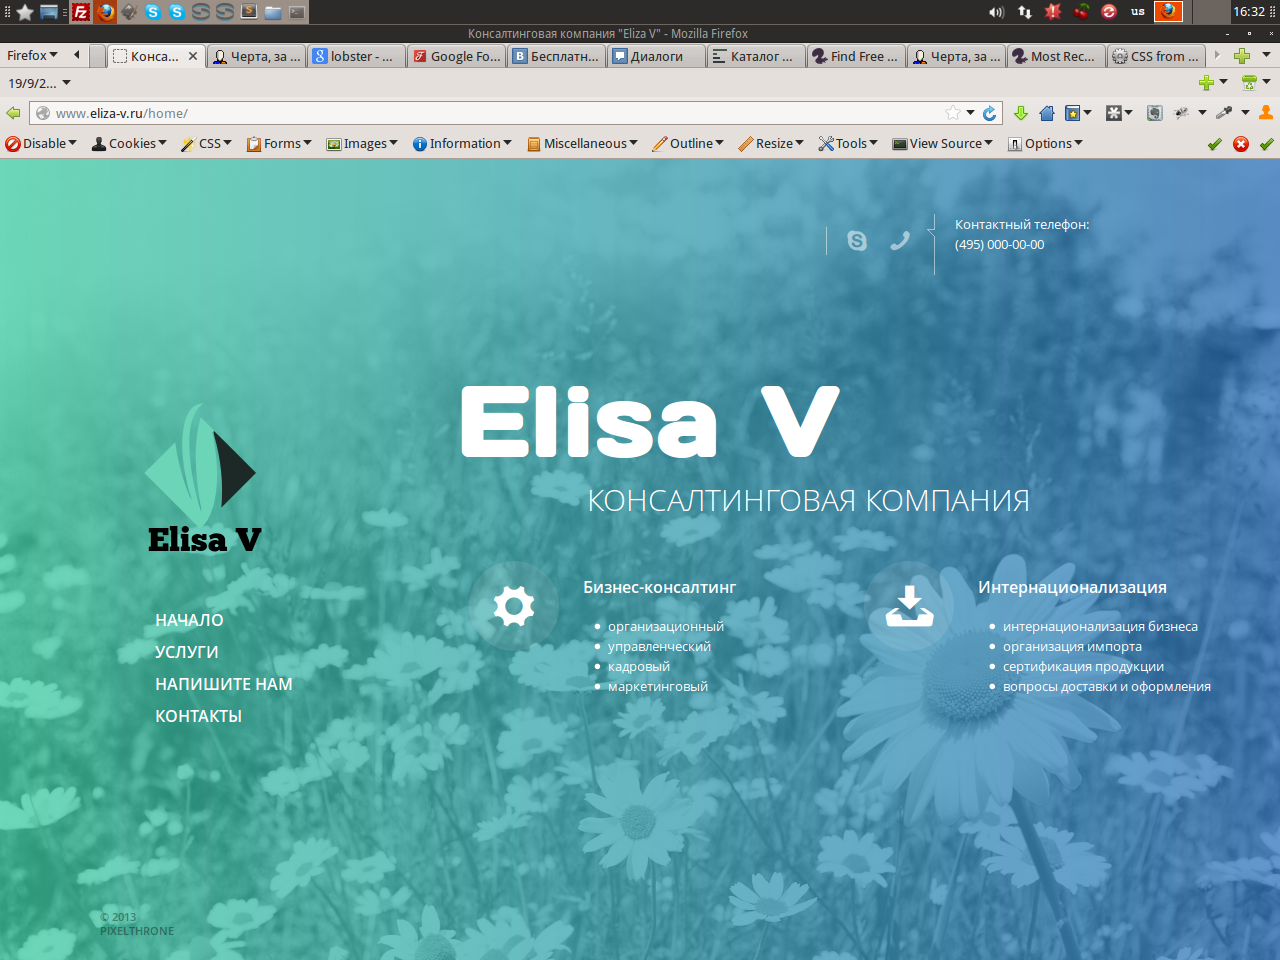 us
16:32
Консалтинговая компания "Eliza V" - Mozilla Firefox
Firefox
Конса...
Черта, за ...
lobster - ...
Google Fo...
Бесплатн...
Диалоги
Каталог ...
Find Free ...
Черта, за ...
Most Rec...
CSS from ...
19/9/2...
www.eliza-v.ru/home/
Disable
Cookies
CSS
Forms
Images
Information
Miscellaneous
Outline
Resize
Tools
View Source
Options
Контактный телефон:
(495) 000-00-00
Elisa V
КОНСАЛТИНГОВАЯ КОМПАНИЯ
Elisa V
НАЧАЛО
УСЛУГИ
НАПИШИТЕ НАМ
КОНТАКТЫ
Бизнес-консалтинг
организационный
управленческий
кадровый
маркетинговый
Интернационализация
интернационализация бизнеса
организация импорта
сертификация продукции
вопросы доставки и оформления
© 2013
PIXELTHRONE